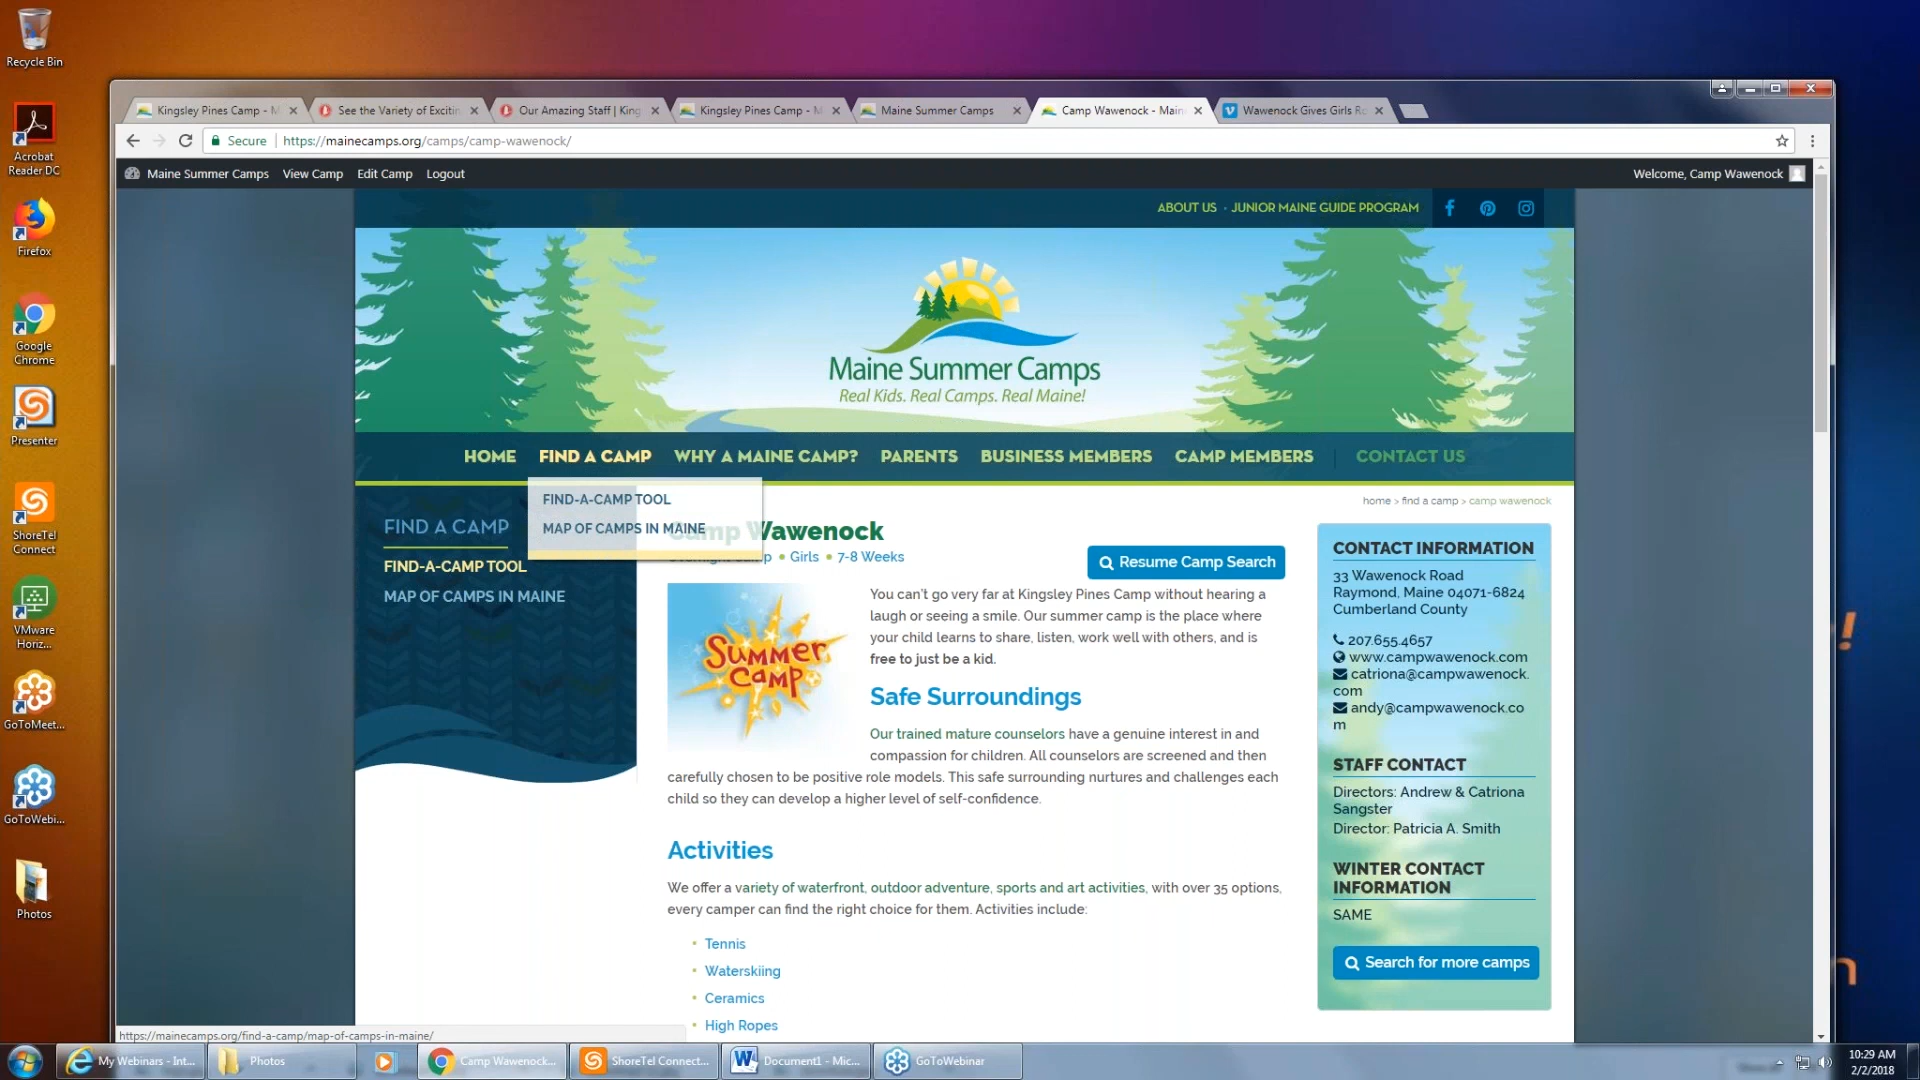 Recycle Bin
Acrobat
Reader DC
Firefox
Google
Chrome
Presenter
ShoreTel
Connect
VMware
Horiz...
GoToMeet...
GoToWebi...
Photos
Kingsley Pines Camp - M
See the Variety of Excitin
Our Amazing Staff | King
Kingsley Pines Camp - M
Maine Summer Camps
Camp Wawenock - Main
Wawenock Gives Girls Ro
Secure
https://mainecamps.org/camps/camp-wawenock/
Maine Summer Camps
View Camp
Edit Camp
Logout
Welcome, Camp Wawenock
ABOUT US • JUNIOR MAINE GUIDE PROGRAM
Maine Summer Camps
Real Kids. Real Camps. Real Maine!
HOME
FIND A CAMP
WHY A MAINE CAMP?
PARENTS
BUSINESS MEMBERS
CAMP MEMBERS
CONTACT US
FIND-A-CAMP TOOL
MAP OF CAMPS IN MAINE
home > find a camp > camp wawenock
FIND A CAMP
FIND-A-CAMP TOOL
MAP OF CAMPS IN MAINE
Camp Wawenock
Overnight Camp • Girls • 7-8 Weeks
Resume Camp Search
Summer
Camp
You can't go very far at Kingsley Pines Camp without hearing a
laugh or seeing a smile. Our summer camp is the place where
your child learns to share, listen, work well with others, and is
free to just be a kid.
Safe Surroundings
Our trained mature counselors have a genuine interest in and
compassion for children. All counselors are screened and then
carefully chosen to be positive role models. This safe surrounding nurtures and challenges each
child so they can develop a higher level of self-confidence.
Activities
We offer a variety of waterfront, outdoor adventure, sports and art activities, with over 35 options,
every camper can find the right choice for them. Activities include:
• Tennis
• Waterskiing
• Ceramics
• High Ropes
CONTACT INFORMATION
33 Wawenock Road
Raymond, Maine 04071-6824
Cumberland County
207.655.4657
www.campwawenock.com
catriona@campwawenock.
com
andy@campwawenock.co
m
STAFF CONTACT
Directors: Andrew & Catriona
Sangster
Director: Patricia A. Smith
WINTER CONTACT
INFORMATION
SAME
Search for more camps
https://mainecamps.org/find-a-camp/map-of-camps-in-maine/
My Webinars - Int...
Photos
Camp Wawenock...
ShoreTel Connect...
Document1 - Mic...
GoToWebinar
10:29 AM
2/2/2018